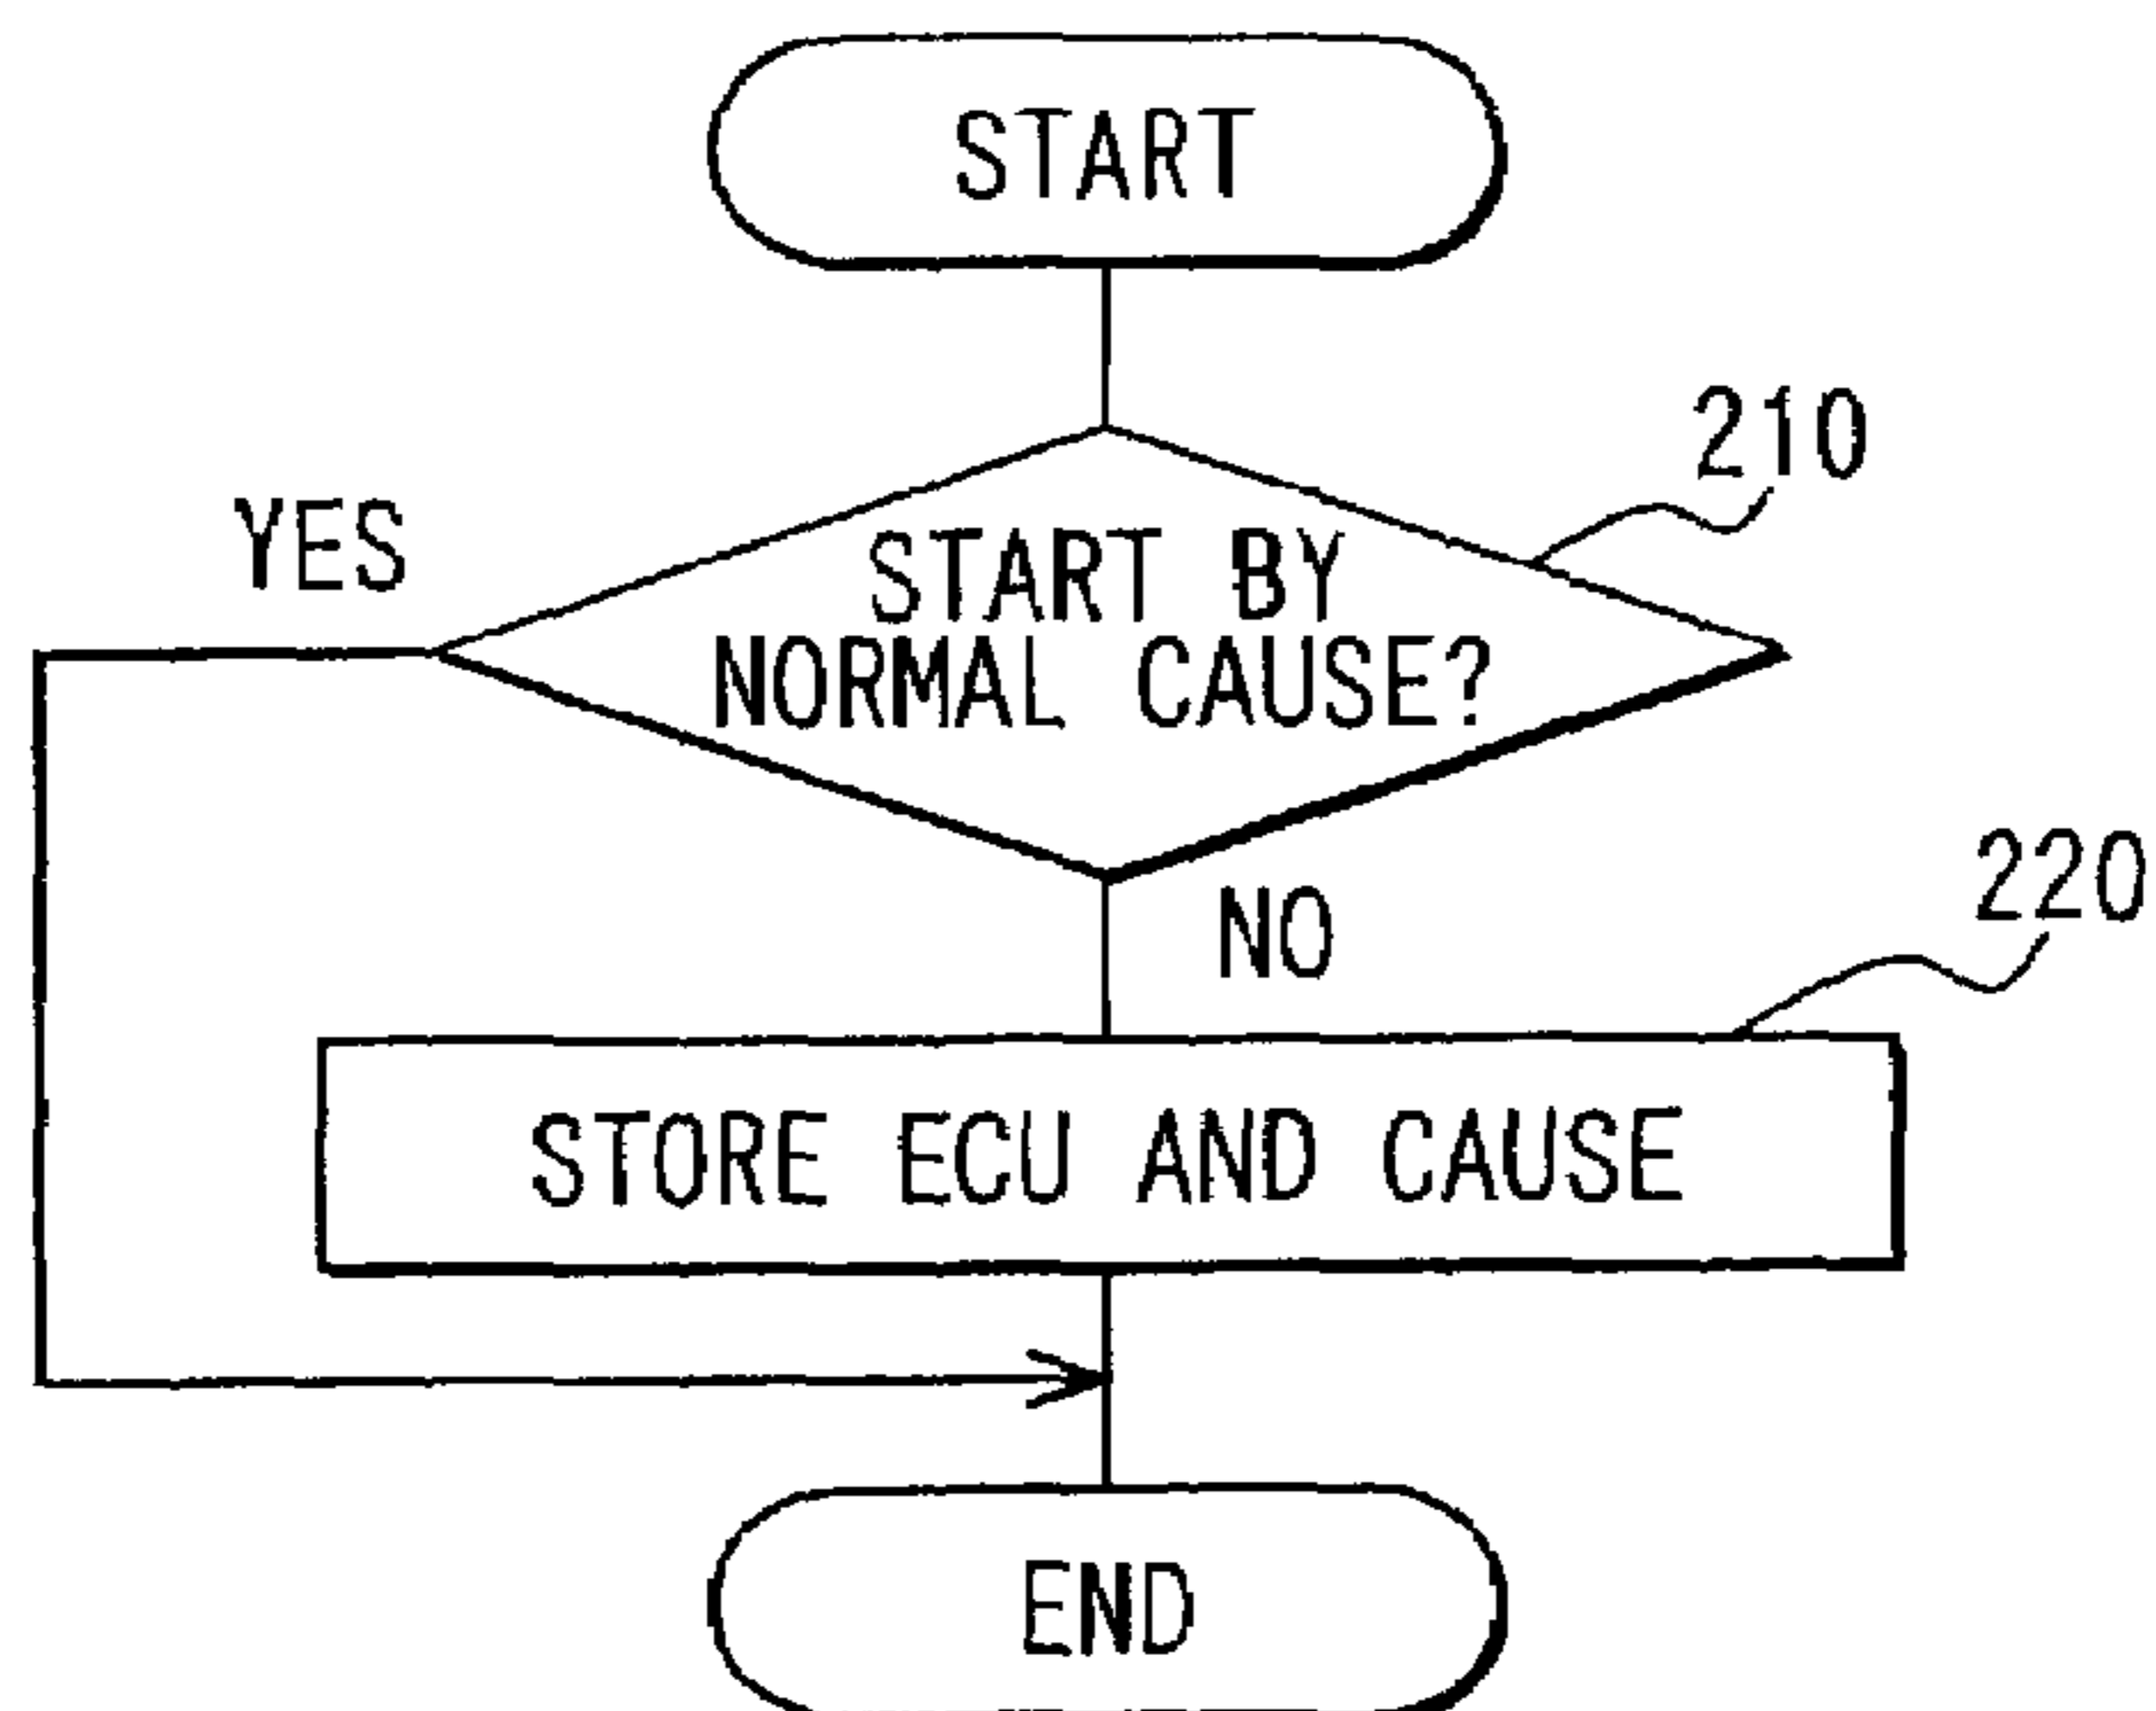 START
210
YES
START BY
NORMAL CAUSE?
220
NO
STORE ECU AND CAUSE
END